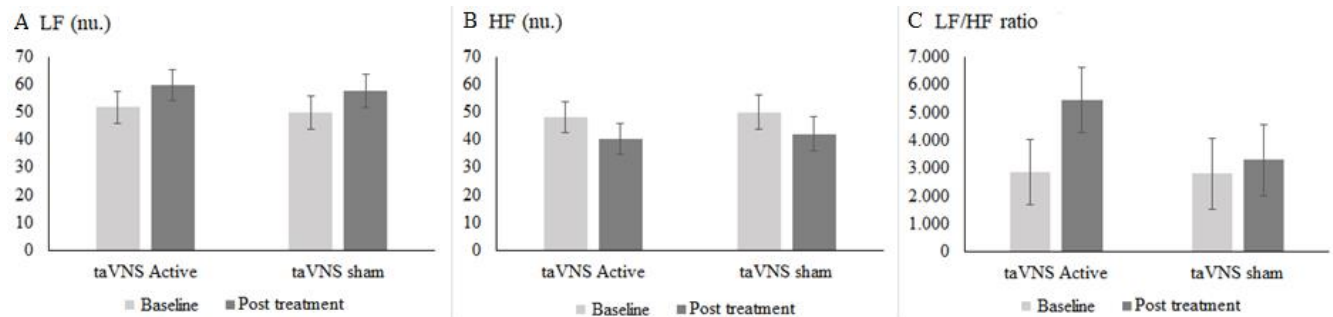 A LF (nu.)
70
60
50
40
30
20
10
0
taVNS Active taVNS sham
Baseline Post treatment
B HF (nu.)
70
60
50
40
30
20
10
0
taVNS Active taVNS sham
Baseline Post treatment
C LF/HF ratio
7.000
6.000
5.000
4.000
3.000
2.000
1.000
0.000
taVNS Active taVNS sham
Baseline Post treatment